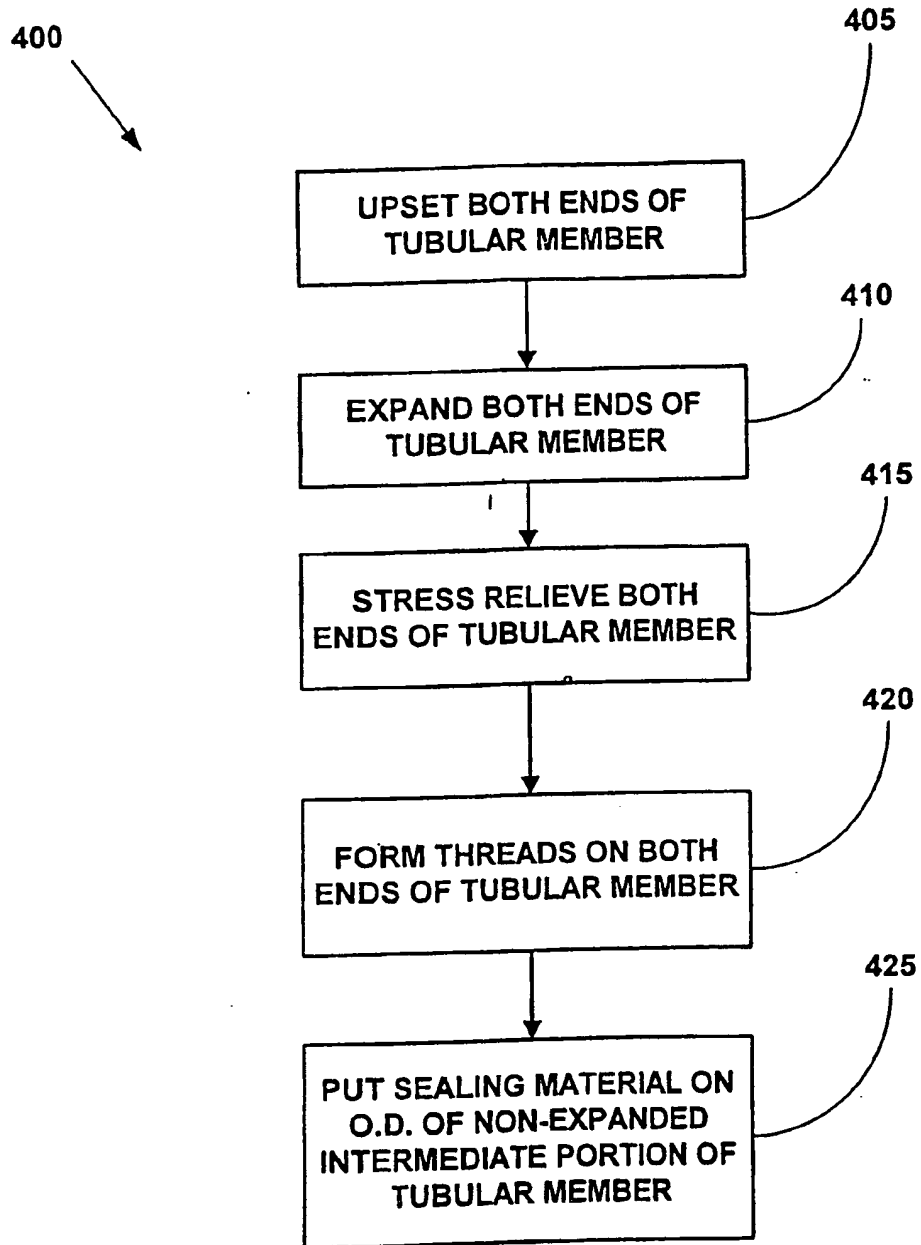 400
405
UPSET BOTH ENDS OF
TUBULAR MEMBER
410
EXPAND BOTH ENDS OF
TUBULAR MEMBER
415
STRESS RELIEVE BOTH
ENDS OF TUBULAR MEMBER
420
FORM THREADS ON BOTH
ENDS OF TUBULAR MEMBER
425
PUT SEALING MATERIAL ON
O.D. OF NON-EXPANDED
INTERMEDIATE PORTION OF
TUBULAR MEMBER